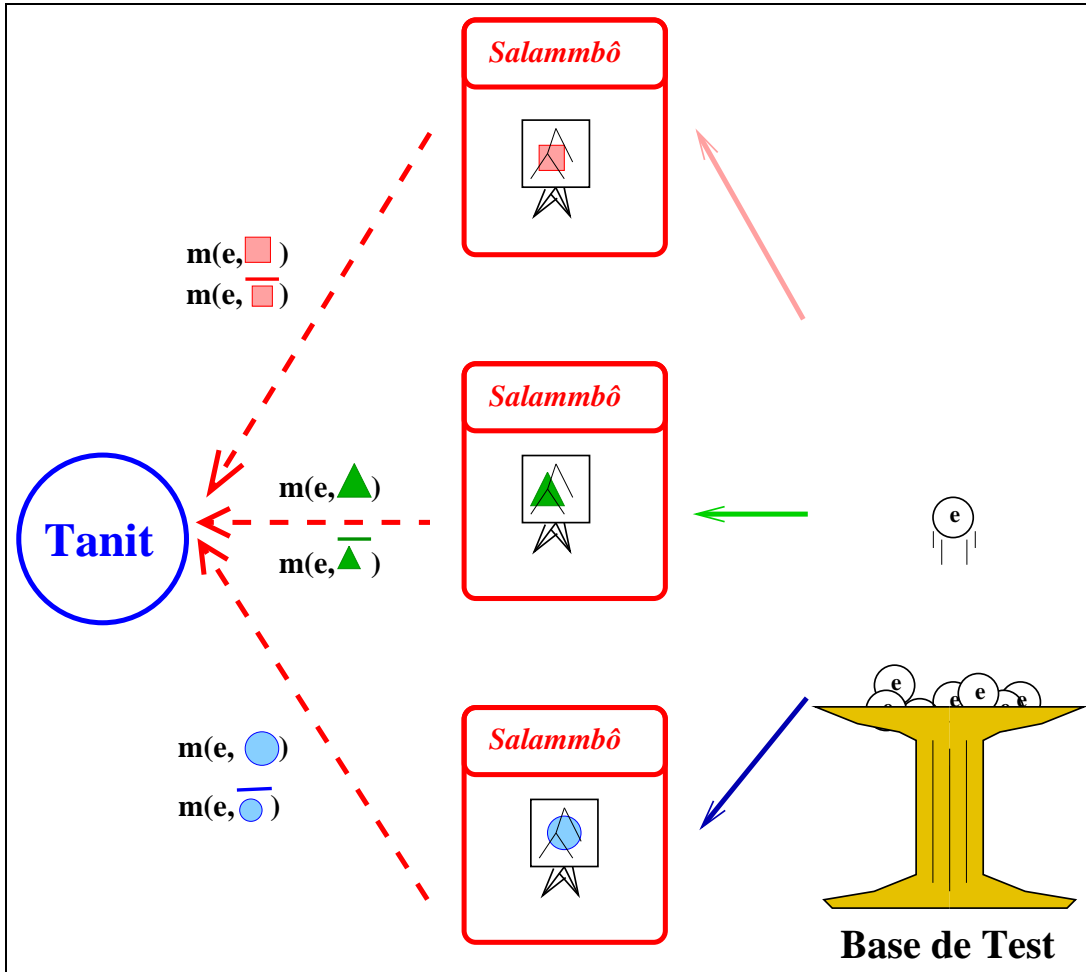 Salammbô
m(e, )
m(e, )
Salammbô
m(e, )
m(e, )
Tanit
e
Salammbô
m(e, )
m(e, )
e
e
e
e
e
e
Base de Test